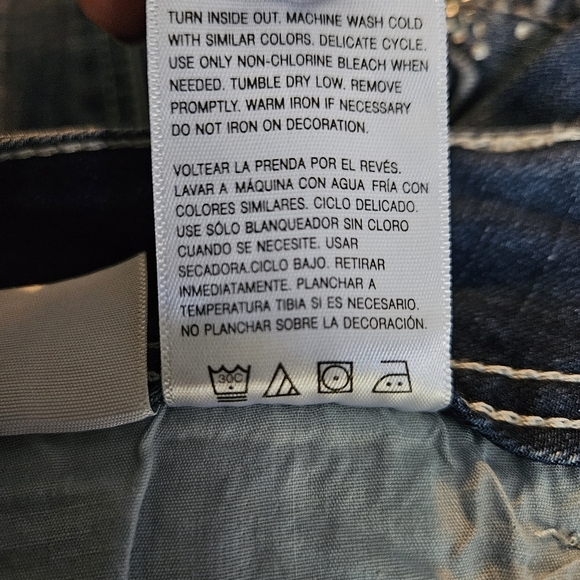 TURN INSIDE OUT. MACHINE WASH COLD
WITH SIMILAR COLORS. DELICATE CYCLE.
USE ONLY NON-CHLORINE BLEACH WHEN
NEEDED. TUMBLE DRY LOW. REMOVE
PROMPTLY. WARM IRON IF NECESSARY
DO NOT IRON ON DECORATION.
VOLTEAR LA PRENDA POR EL REVÉS.
LAVAR A MÁQUINA CON AGUA FRÍA CON
COLORES SIMILARES. CICLO DELICADO.
USE SÓLO BLANQUEADOR SIN CLORO
CUANDO SE NECESITE. USAR
SECADORA.CICLO BAJO. RETIRAR
INMEDIATAMENTE. PLANCHAR A
TEMPERATURA TIBIA SI ES NECESARIO.
NO PLANCHAR SOBRE LA DECORACIÓN.
30C